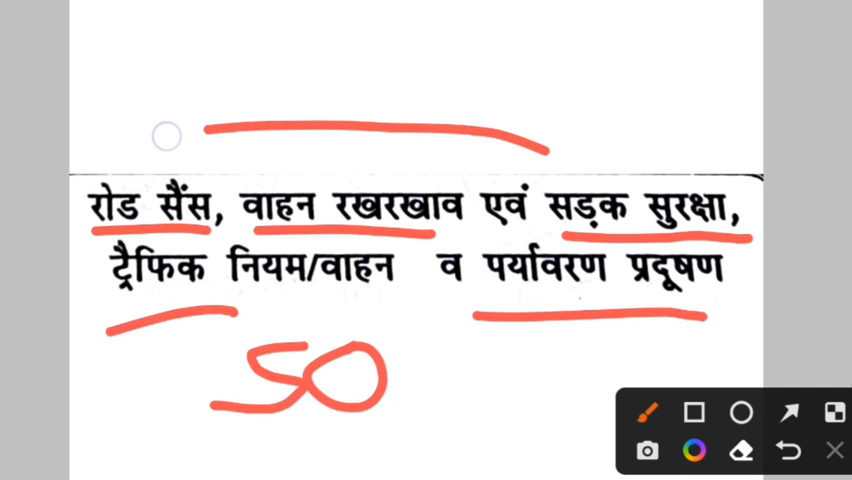 रोड सैंस, वाहन रखरखाव एवं सड़क सुरक्षा,
ट्रैफिक नियम/वाहन व पर्यावरण प्रदूषण
50